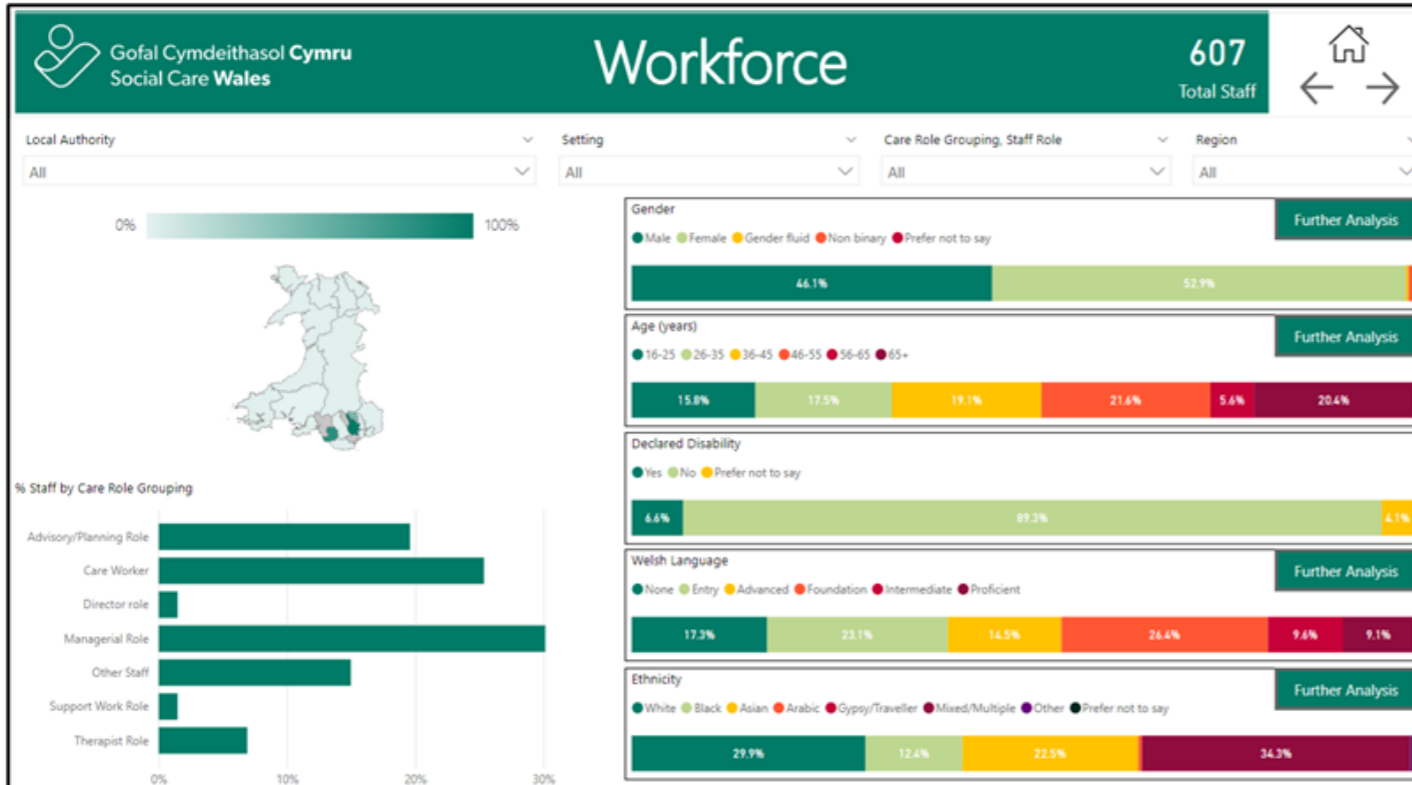 Gofal Cymdeithasol Cymru
Social Care Wales
Workforce
607
Total Staff
Local Authority
All
Setting
All
Care Role Grouping, Staff Role
All
Region
All
0%
100%
% Staff by Care Role Grouping
Advisory/Planning Role
Care Worker
Director role
Managerial Role
Other Staff
Support Work Role
Therapist Role
0%
10%
20%
30%
Gender
Further Analysis
Male Female Gender fluid Non binary Prefer not to say
46.1% 52.9%
Age (years)
Further Analysis
16-25 26-35 36-45 46-55 56-65 65+
15.8% 17.5% 19.1% 21.6% 5.6% 20.4%
Declared Disability
Yes No Prefer not to say
6.6% 89.3% 4.1%
Welsh Language
Further Analysis
None Entry Advanced Foundation Intermediate Proficient
17.3% 23.1% 14.5% 26.4% 9.6% 9.1%
Ethnicity
Further Analysis
White Black Asian Arabic Gypsy/Traveller Mixed/Multiple Other Prefer not to say
29.9% 12.4% 22.5% 34.3%